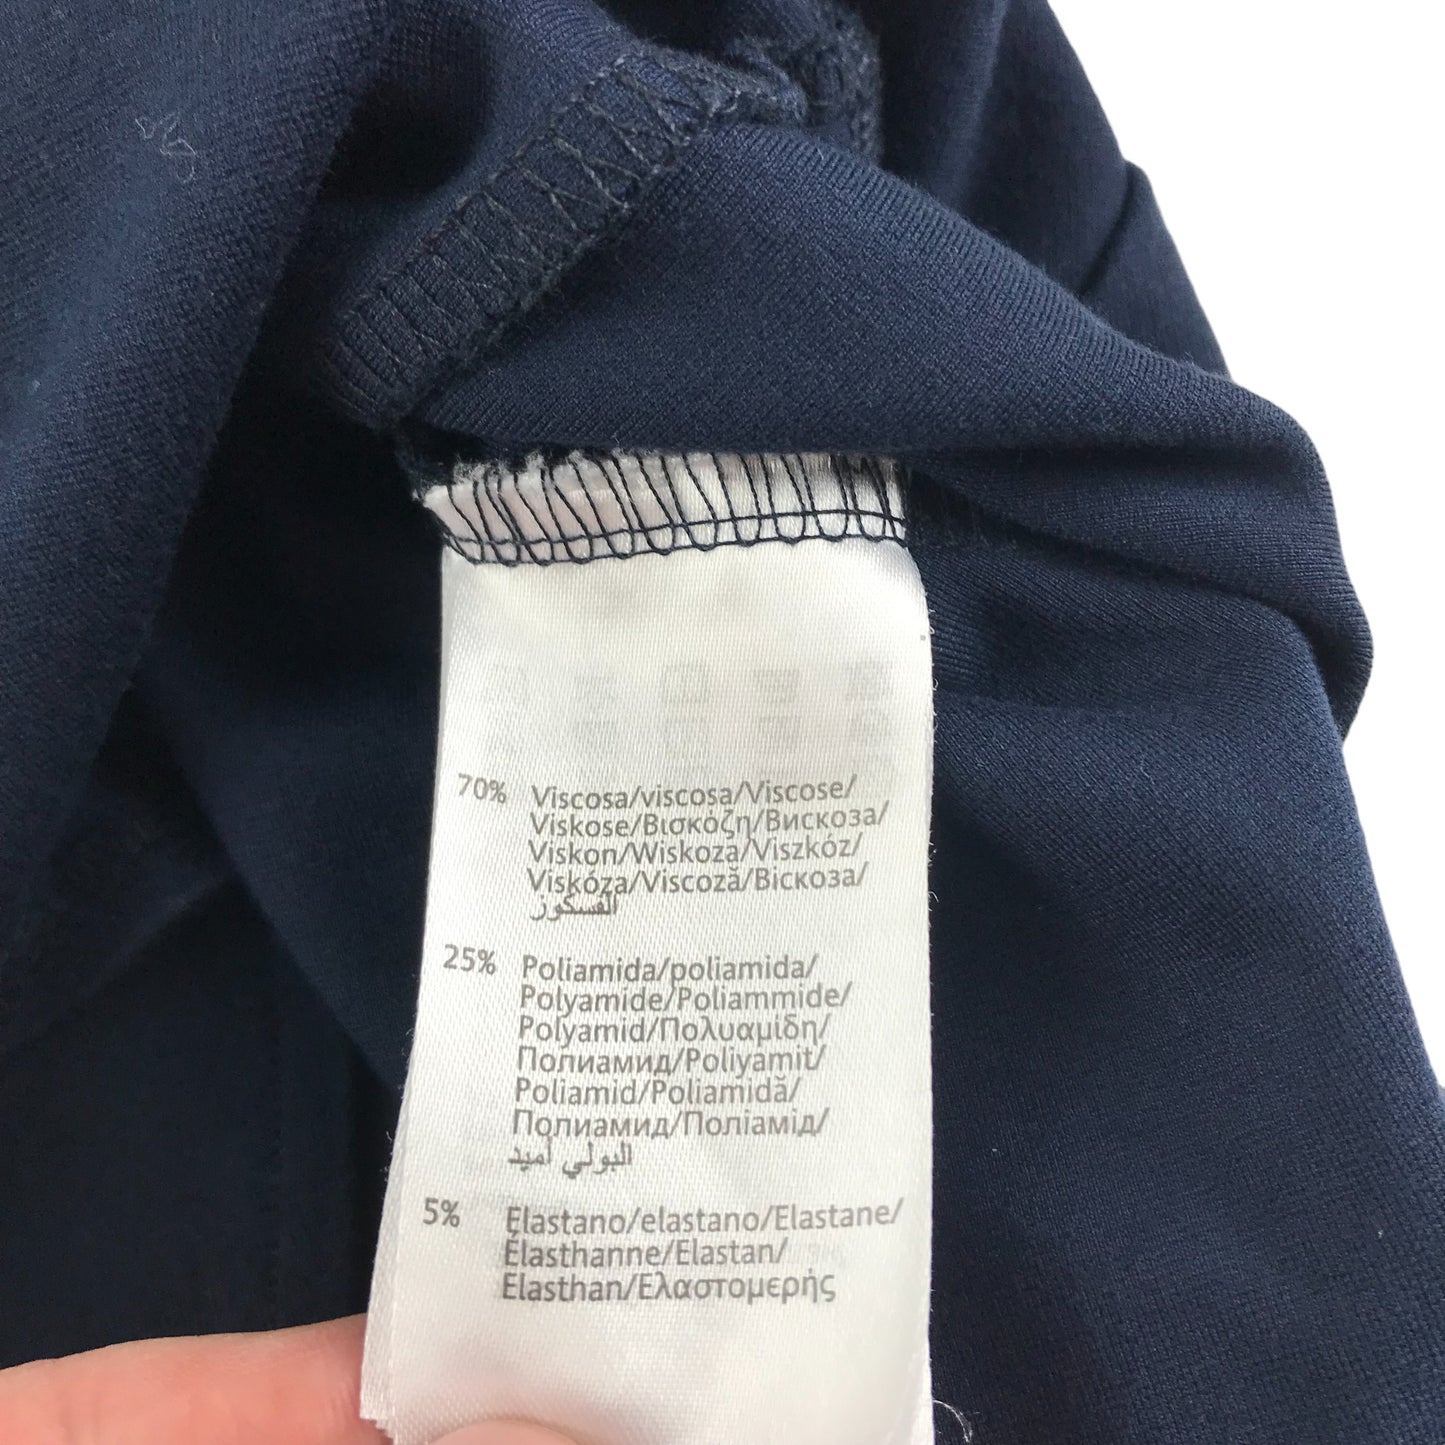 70% Viscosa/viscosa/Viscose/
Viskose/Βισκόζη/Вискоза/
Viskon/Wiskoza/Viszkóz/
Viskóza/Viscoză/Віскоза/
الفسكوز
25% Poliamida/poliamida/
Polyamide/Poliammide/
Polyamid/Πολυαμίδη/
Полиамид/Poliyamit/
Poliamid/Poliamidă/
Полиамид/Поліамід/
البولي أميد
5% Elastano/elastano/Elastane/
Elasthanne/Elastan/
Elasthan/Ελαστομερής